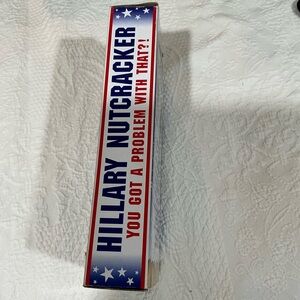 HILLARY NUTCRACKER
YOU GOT A PROBLEM WITH THAT?!